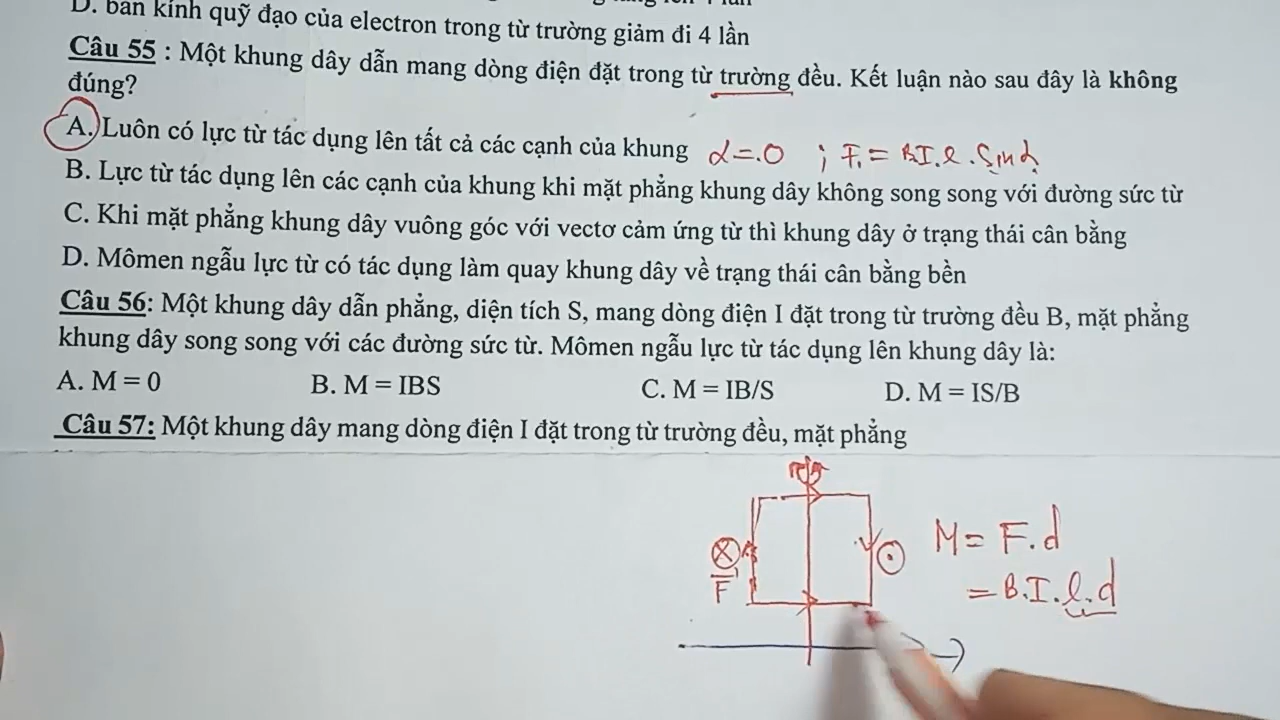 D. bán kính quỹ đạo của electron trong từ trường giảm đi 4 lần
Câu 55 : Một khung dây dẫn mang dòng điện đặt trong từ trường đều. Kết luận nào sau đây là không
đúng?
A. Luôn có lực từ tác dụng lên tất cả các cạnh của khung α=.0 ; F₁ = BI.l.Sinα
B. Lực từ tác dụng lên các cạnh của khung khi mặt phẳng khung dây không song song với đường sức từ
C. Khi mặt phẳng khung dây vuông góc với vectơ cảm ứng từ thì khung dây ở trạng thái cân bằng
D. Mômen ngẫu lực từ có tác dụng làm quay khung dây về trạng thái cân bằng bền
Câu 56: Một khung dây dẫn phẳng, diện tích S, mang dòng điện I đặt trong từ trường đều B, mặt phẳng
khung dây song song với các đường sức từ. Mômen ngẫu lực từ tác dụng lên khung dây là:
A. M = 0 B. M = IBS C. M = IB/S D. M = IS/B
Câu 57: Một khung dây mang dòng điện I đặt trong từ trường đều, mặt phẳng
M = F.d
F
= B.I.l.d